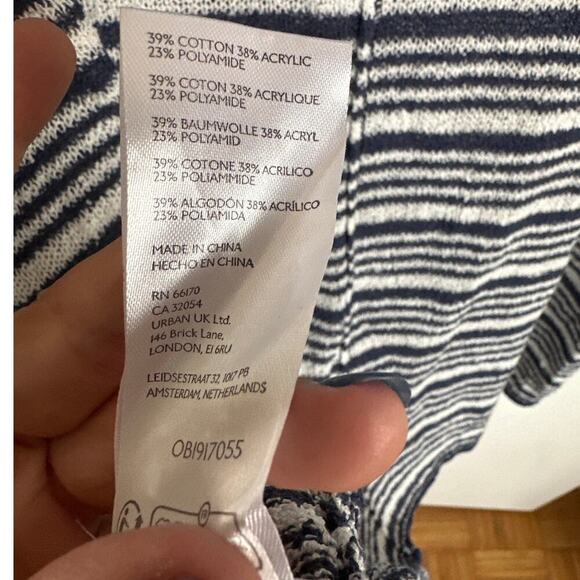 39% COTTON 38% ACRYLIC
23% POLYAMIDE
39% COTON 38% ACRYLIQUE
23% POLYAMIDE
39% BAUMWOLLE 38% ACRYL
23% POLYAMID
39% COTONE 38% ACRILICO
23% POLIAMMIDE
39% ALGODÓN 38% ACRÍLICO
23% POLIAMIDA
MADE IN CHINA
HECHO EN CHINA
RN 66170
CA 32054
URBAN UK Ltd.
146 Brick Lane,
LONDON, E1 6RU
LEIDSESTRAAT 32, 1017 PB
AMSTERDAM, NETHERLANDS
OB1917055